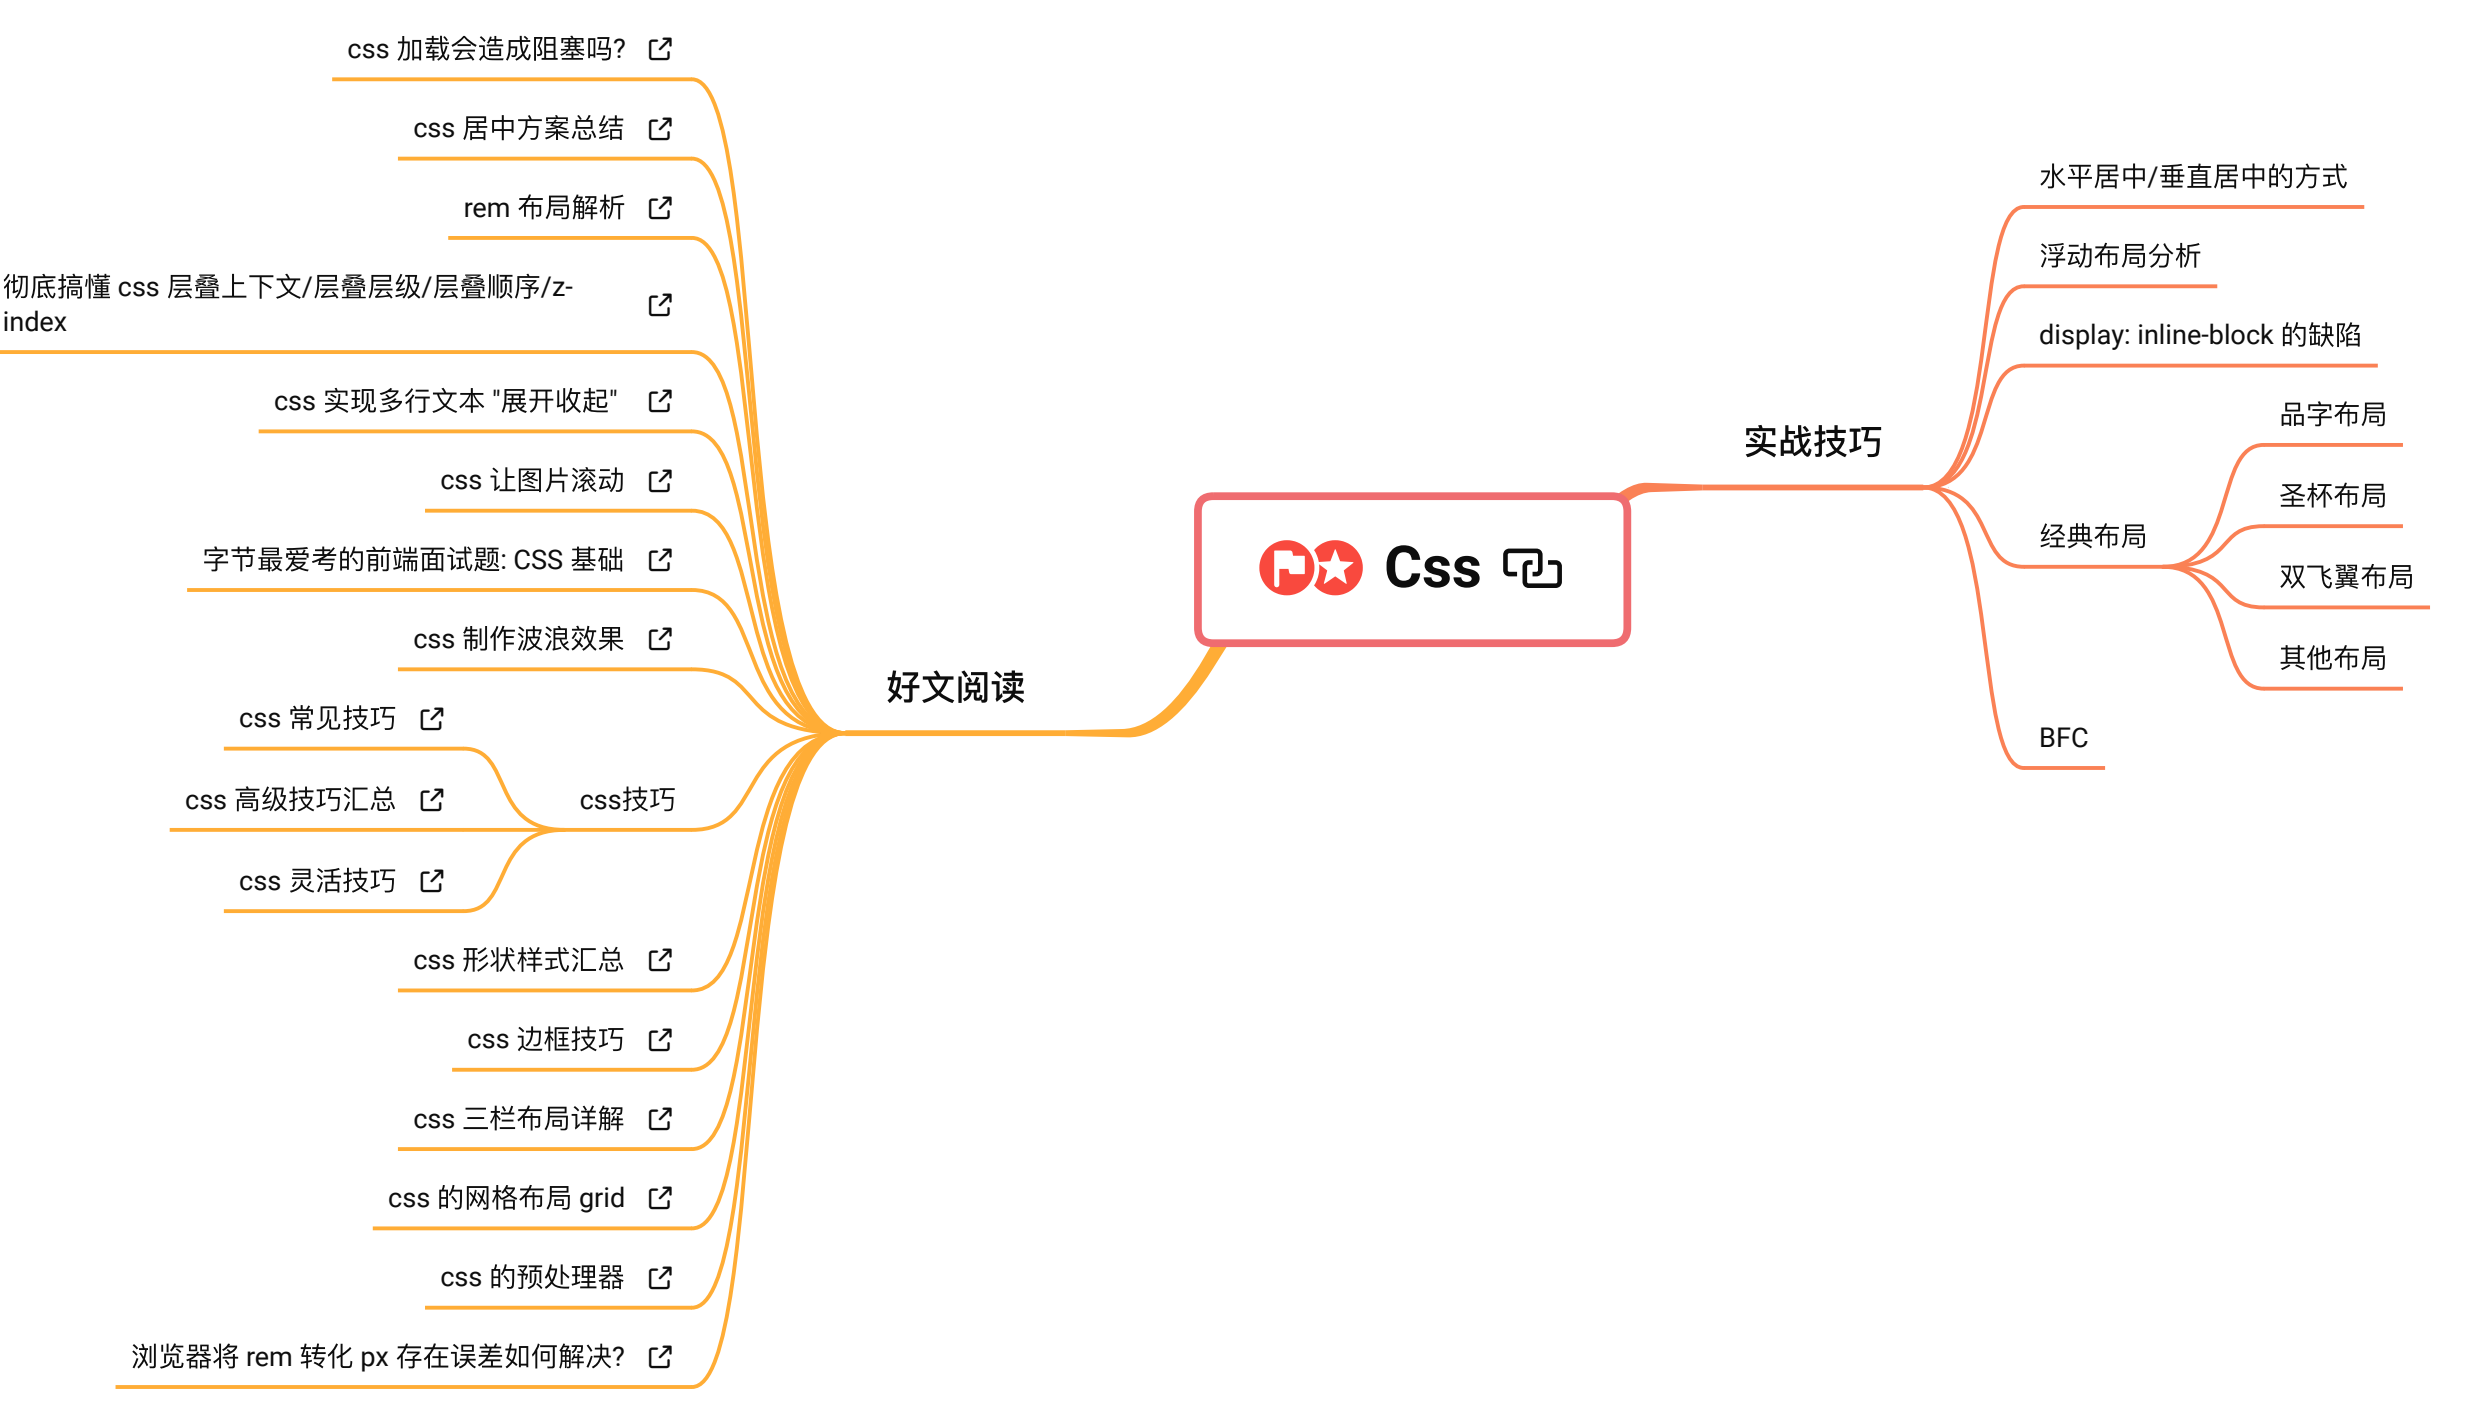 css 加载会造成阻塞吗?
css 居中方案总结
rem 布局解析
彻底搞懂 css 层叠上下文/层叠层级/层叠顺序/z-
index
css 实现多行文本 "展开收起"
css 让图片滚动
字节最爱考的前端面试题: CSS 基础
css 制作波浪效果
css 常见技巧
css 高级技巧汇总
css 灵活技巧
css技巧
css 形状样式汇总
css 边框技巧
css 三栏布局详解
css 的网格布局 grid
css 的预处理器
浏览器将 rem 转化 px 存在误差如何解决?
好文阅读
Css
实战技巧
水平居中/垂直居中的方式
浮动布局分析
display: inline-block 的缺陷
经典布局
品字布局
圣杯布局
双飞翼布局
其他布局
BFC